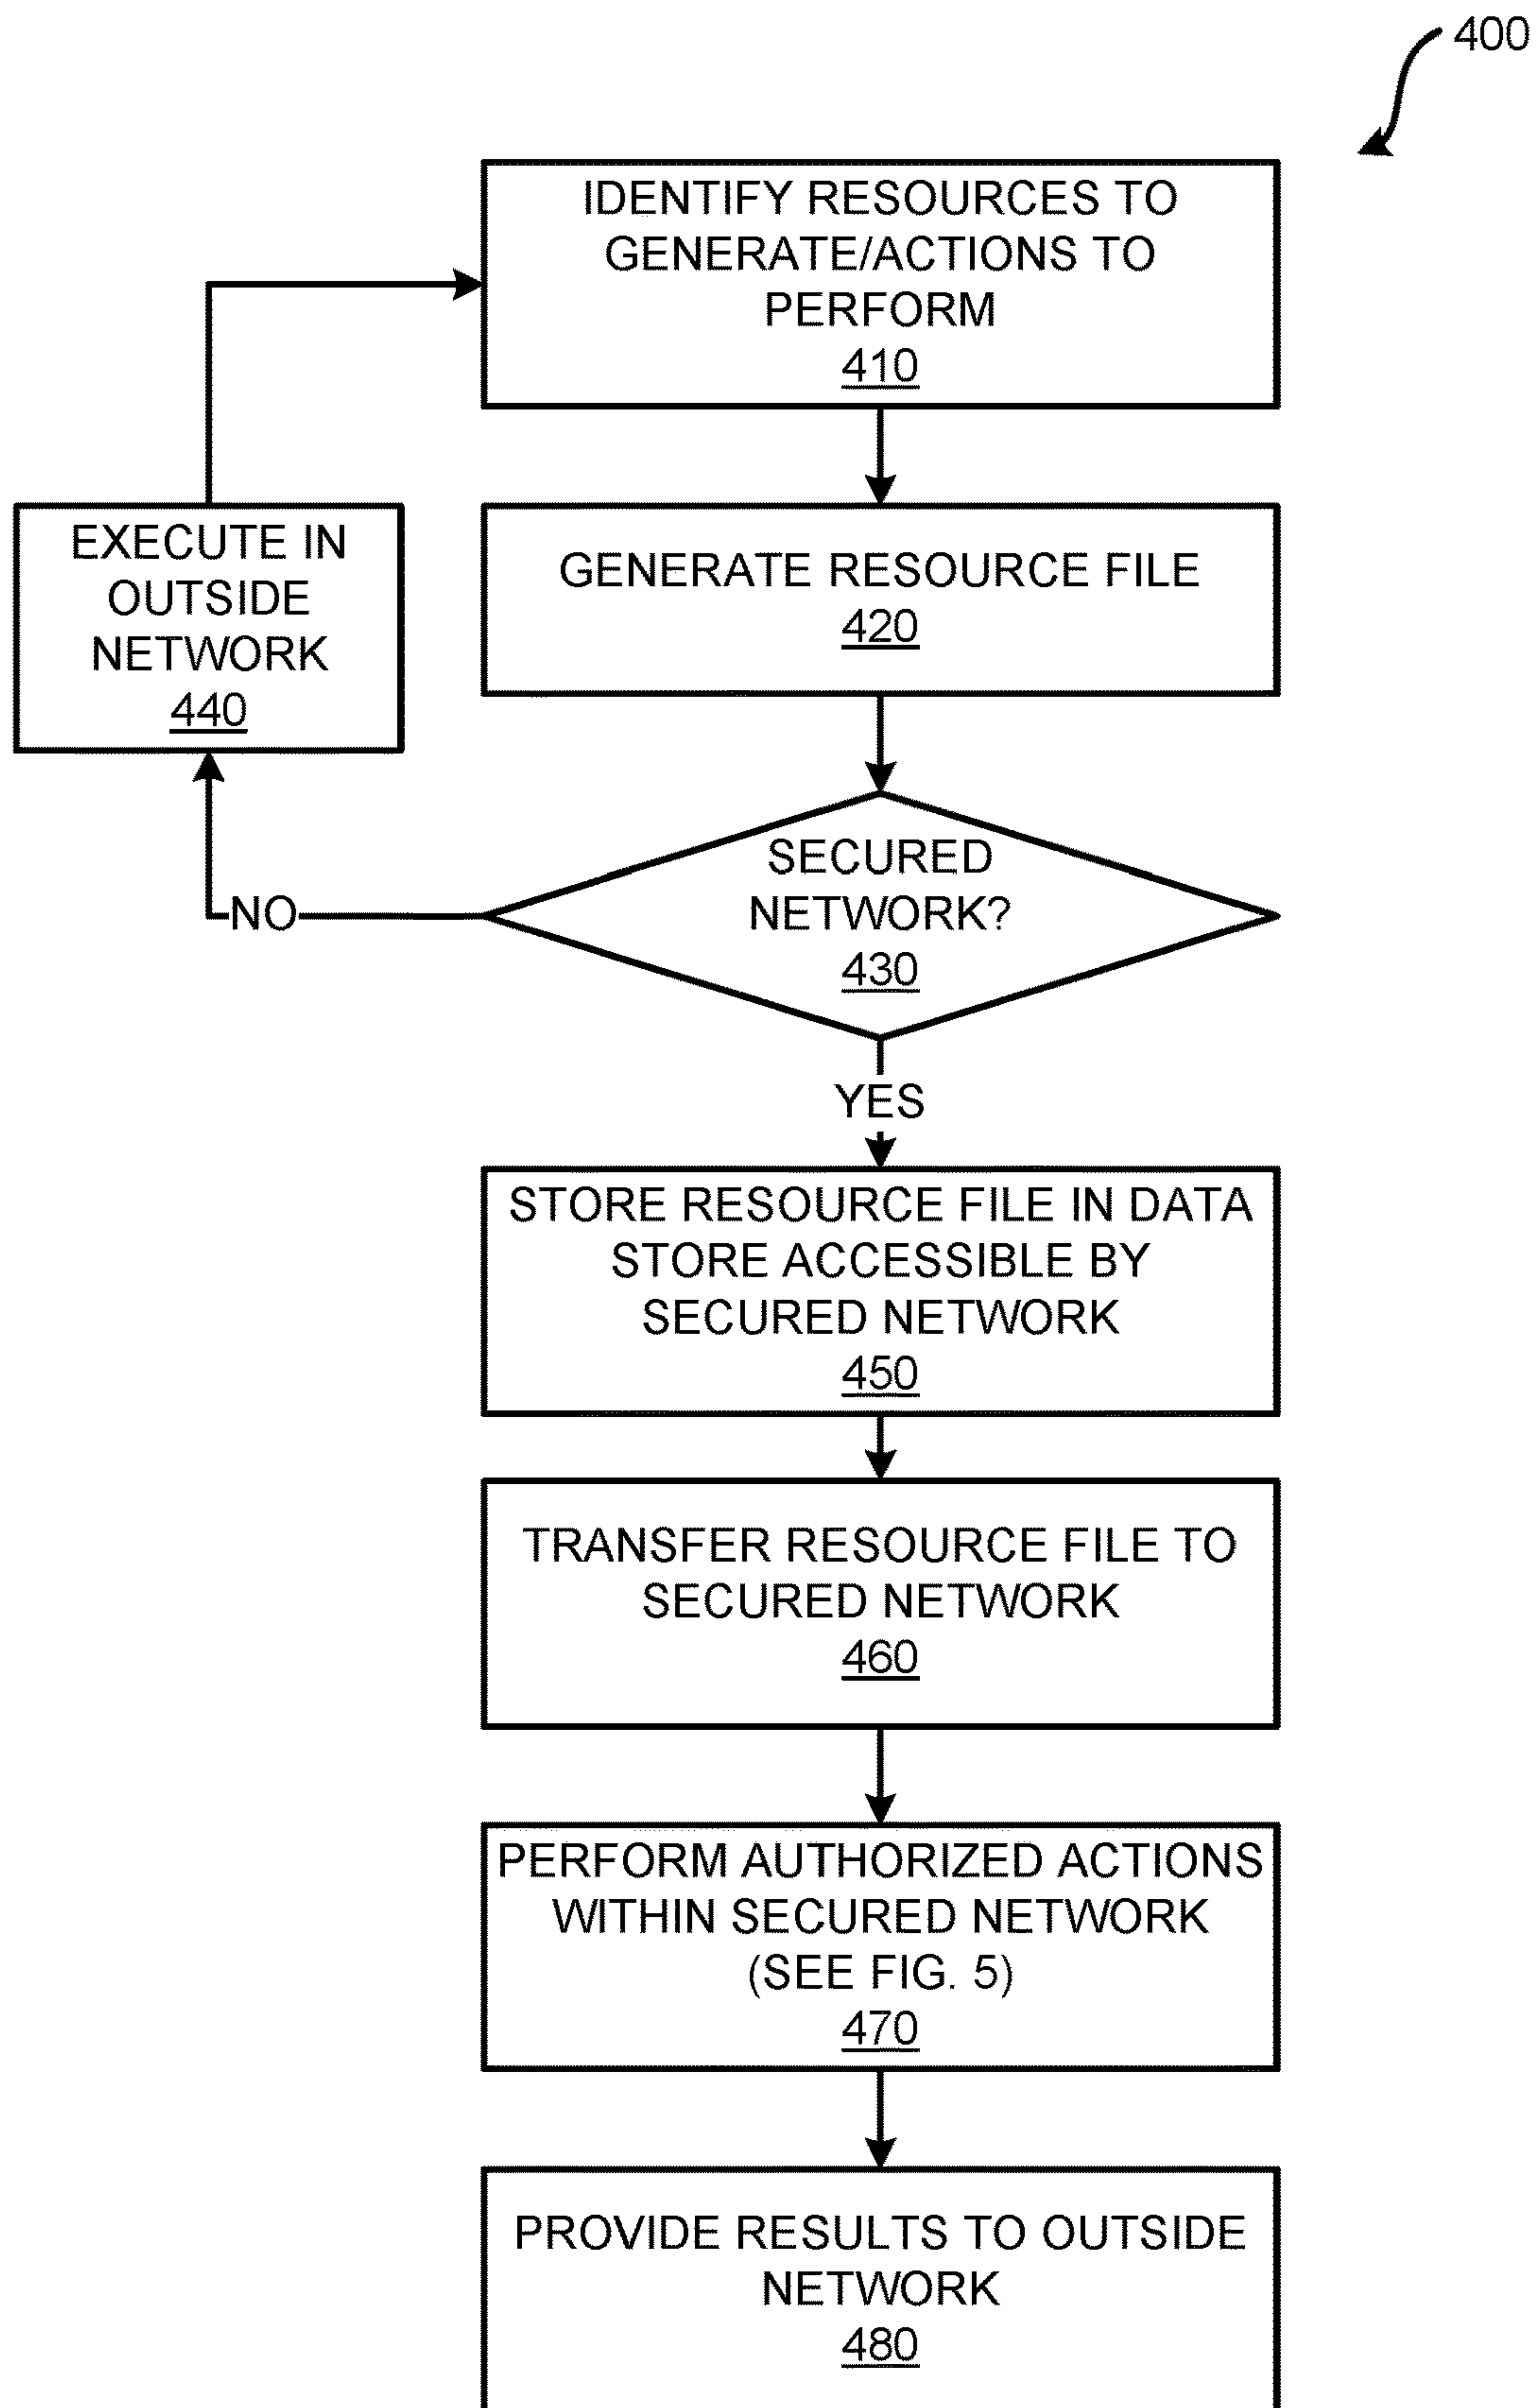 400
IDENTIFY RESOURCES TO
GENERATE/ACTIONS TO
PERFORM
410
EXECUTE IN
OUTSIDE
NETWORK
440
GENERATE RESOURCE FILE
420
SECURED
NETWORK?
430
NO
YES
STORE RESOURCE FILE IN DATA
STORE ACCESSIBLE BY
SECURED NETWORK
450
TRANSFER RESOURCE FILE TO
SECURED NETWORK
460
PERFORM AUTHORIZED ACTIONS
WITHIN SECURED NETWORK
(SEE FIG. 5)
470
PROVIDE RESULTS TO OUTSIDE
NETWORK
480